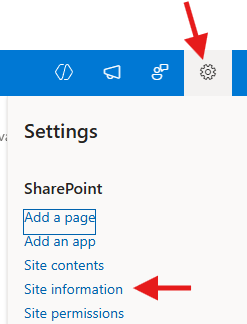 Settings
SharePoint
Add a page
Add an app
Site contents
Site information
Site permissions